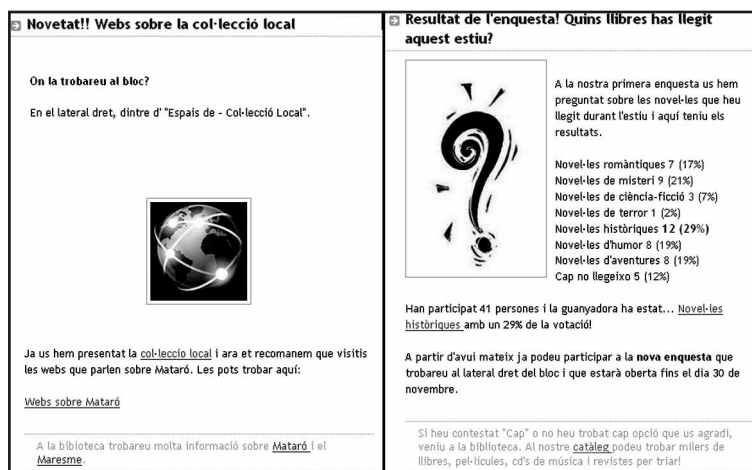 Novetat!! Webs sobre la col·lecció local
On la trobareu al bloc?
En el lateral dret, dintre d' "Espais de - Col·lecció Local".
Ja us hem presentat la col·leccio local i ara et recomanem que visitis
les webs que parlen sobre Mataró. Les pots trobar aquí:
Webs sobre Mataró
A la bibioteca trobareu molta informació sobre Mataró i el
Maresme.
Resultat de l'enquesta! Quins llibres has llegit
aquest estiu?
A la nostra primera enquesta us hem
preguntat sobre les novel·les que heu
llegit durant l'estiu i aquí teniu els
resultats.
Novel·les romàntiques 7 (17%)
Novel·les de misteri 9 (21%)
Novel·les de ciència-ficció 3 (7%)
Novel·les de terror 1 (2%)
Novel·les històriques 12 (29%)
Novel·les d'humor 8 (19%)
Novel·les d'aventures 8 (19%)
Cap no llegeixo 5 (12%)
Han participat 41 persones i la guanyadora ha estat... Novel·les
històriques amb un 29% de la votació!
A partir d'avui mateix ja podeu participar a la nova enquesta que
trobareu al lateral dret del bloc i que estarà oberta fins el dia 30 de
novembre.
Si heu contestat "Cap" o no heu trobat cap opció que us agradi,
veniu a la biblioteca. Al nostre catàleg podeu trobar milers de
llibres, pel·lícules, cd's de música i revistes per triar!